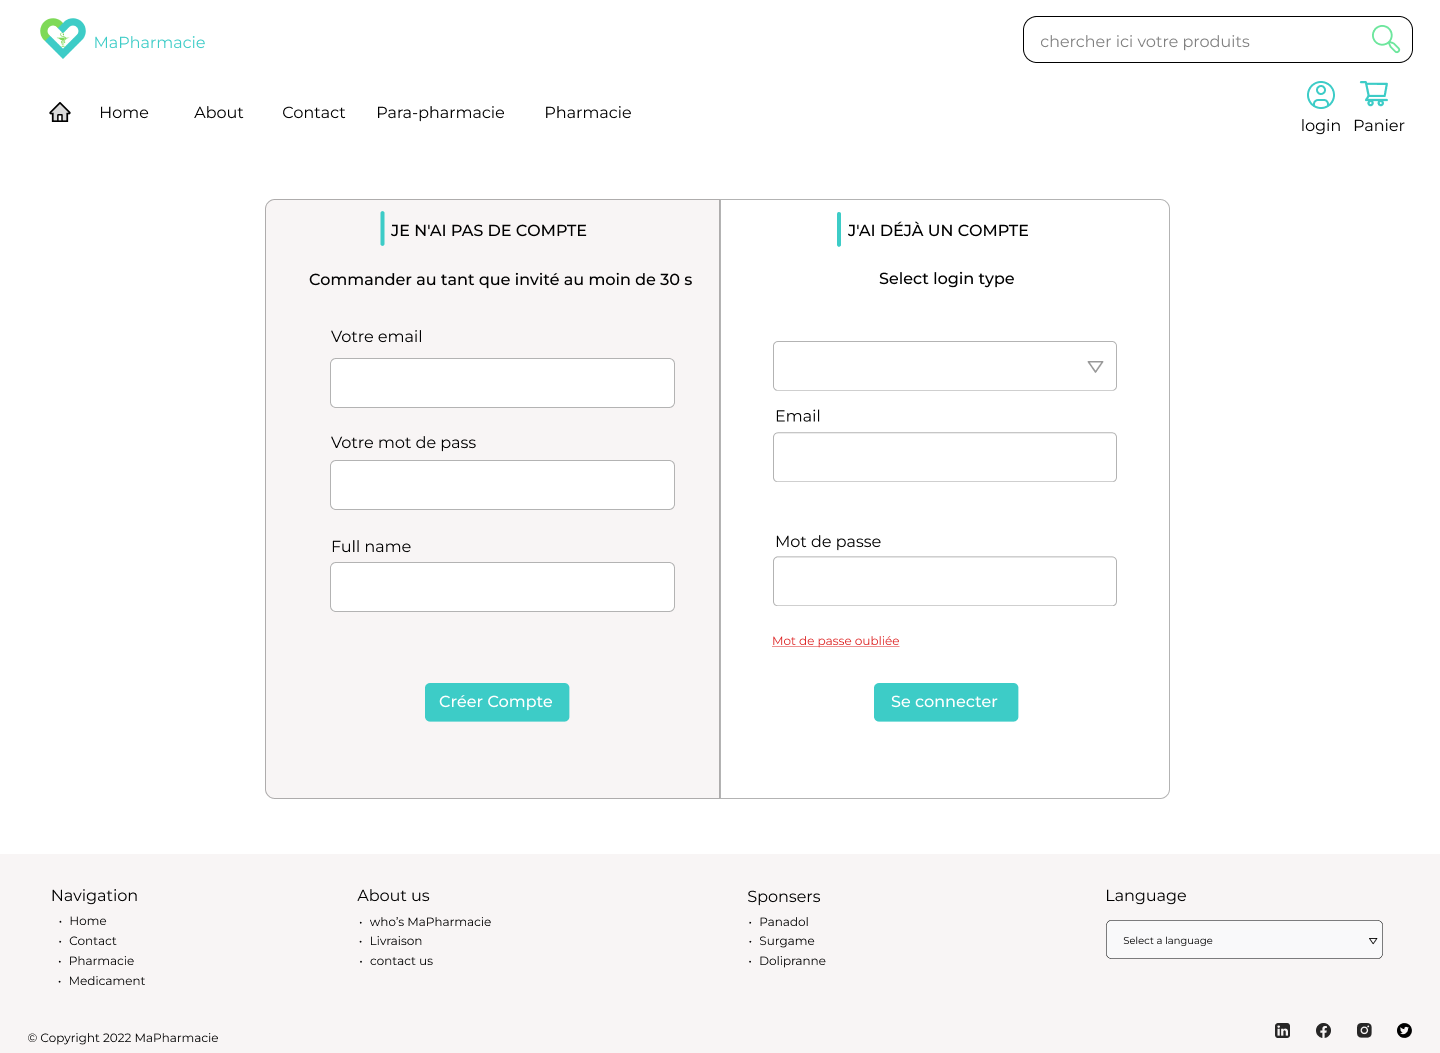 MaPharmacie
chercher ici votre produits
Home
About
Contact
Para-pharmacie
Pharmacie
login
Panier
JE N'AI PAS DE COMPTE
Commander au tant que invité au moin de 30 s
Votre email
Votre mot de pass
Full name
Créer Compte
J'AI DÉJÀ UN COMPTE
Select login type
Email
Mot de passe
Mot de passe oubliée
Se connecter
Navigation
• Home
• Contact
• Pharmacie
• Medicament
About us
• who's MaPharmacie
• Livraison
• contact us
Sponsers
• Panadol
• Surgame
• Dolipranne
Language
Select a language
© Copyright 2022 MaPharmacie